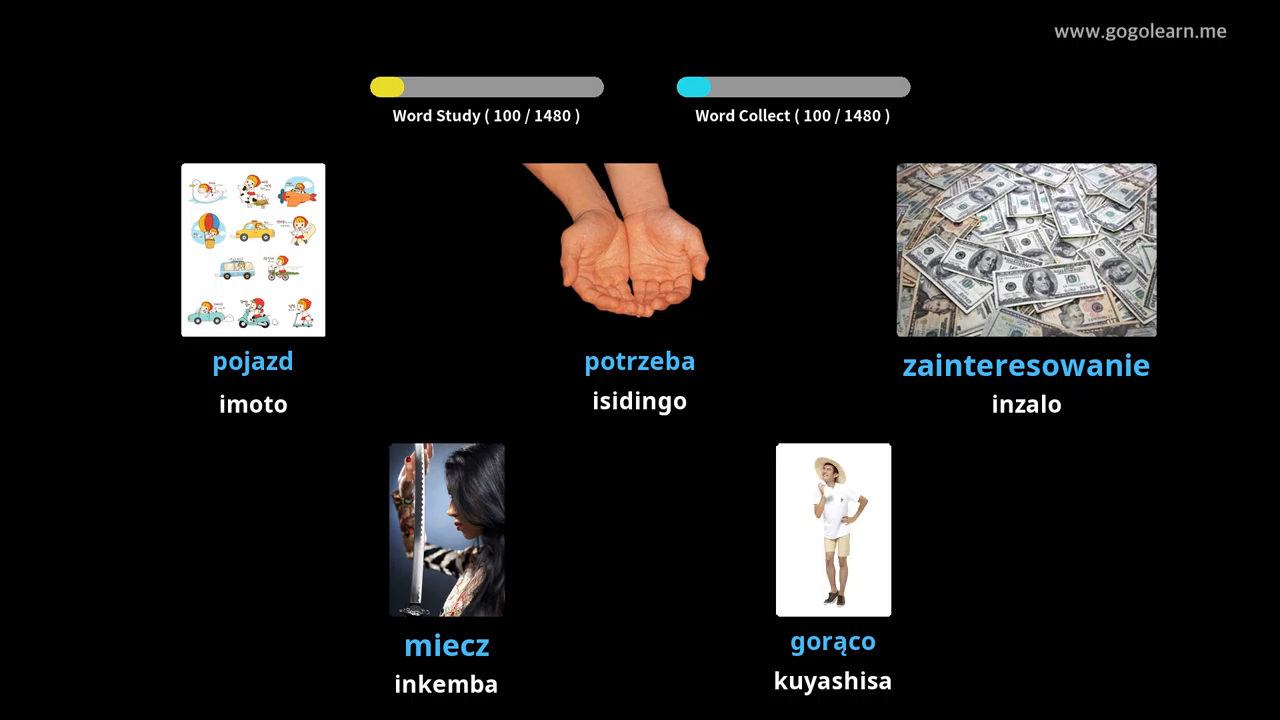 www.gogolearn.me
Word Study ( 100 / 1480 )
Word Collect ( 100 / 1480 )
pojazd
imoto
potrzeba
isidingo
zainteresowanie
inzalo
miecz
inkemba
gorąco
kuyashisa